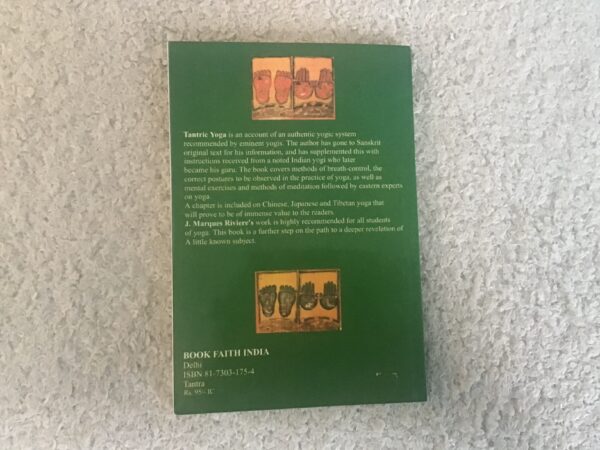 Tantric Yoga is an account of an authentic yogic system
recommended by eminent yogis. The author has gone to Sanskrit
original text for his information, and has supplemented this with
instructions received from a noted Indian yogi who later
became his guru. The book covers methods of breath-control, the
correct postures to be observed in the practice of yoga, as well as
mental exercises and methods of meditation followed by eastern experts
on yoga.
A chapter is included on Chinese, Japanese and Tibetan yoga that
will prove to be of immense value to the readers.
J. Marques Riviere's work is highly recommended for all students
of yoga. This book is a further step on the path to a deeper revelation of
A little known subject.
BOOK FAITH INDIA
Delhi
ISBN 81-7303-175-4
Tantra
Rs. 95/- IC